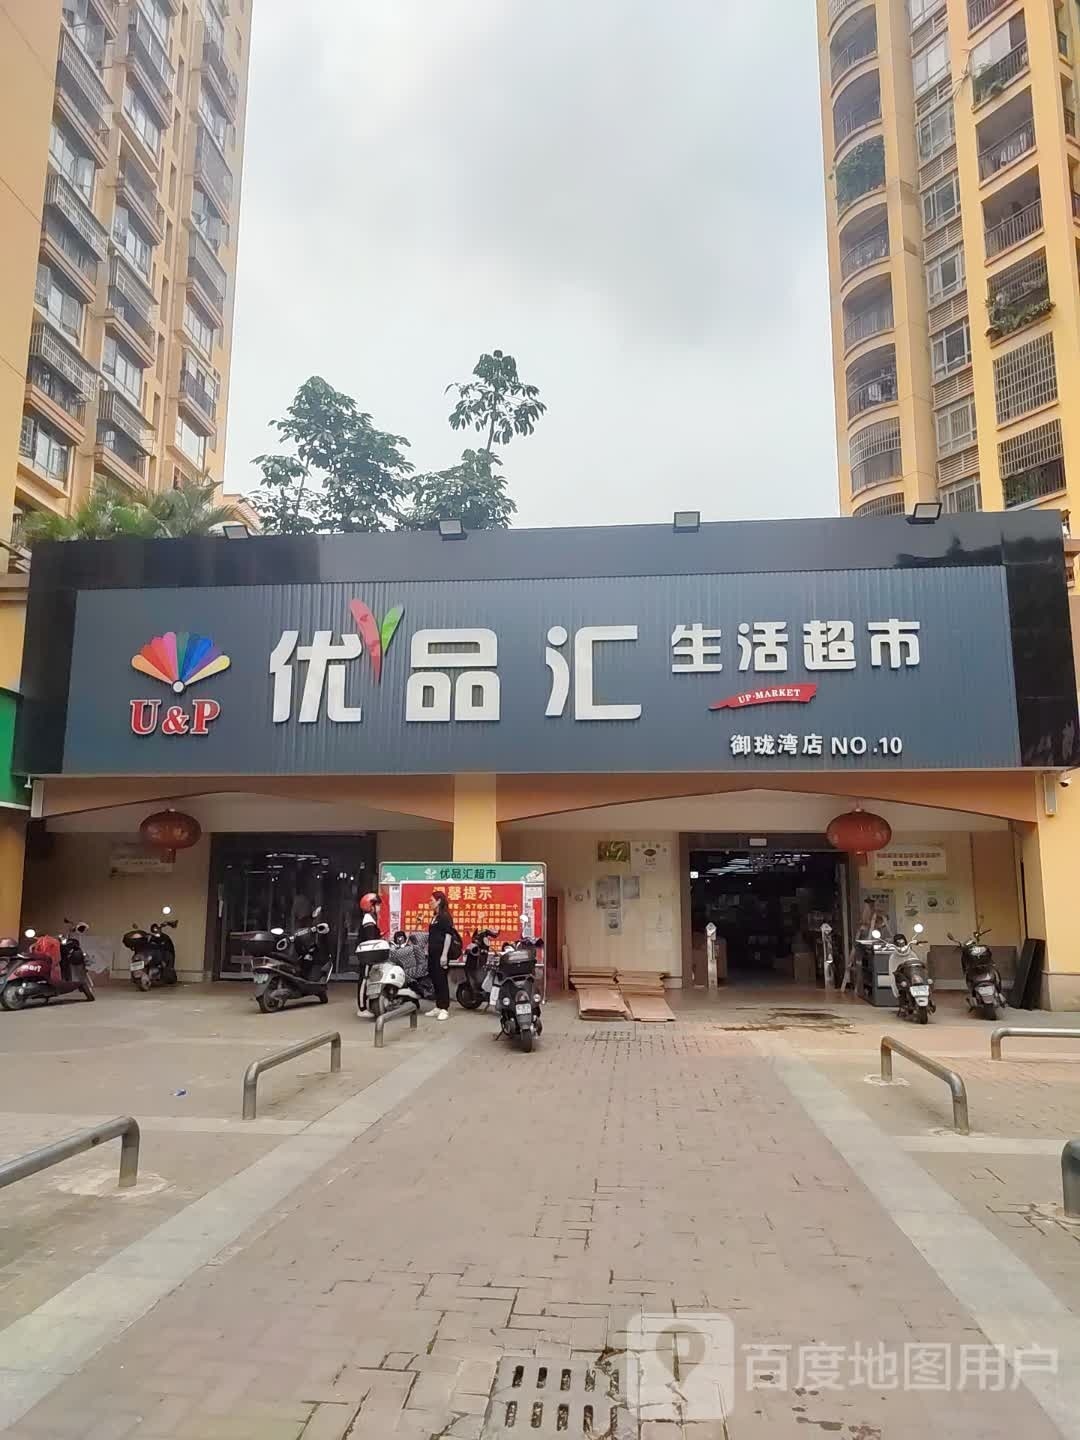 U&P
优品汇
生活超市
UP·MARKET
御珑湾店 NO.10
优品汇超市
温馨提示
百度地图用户